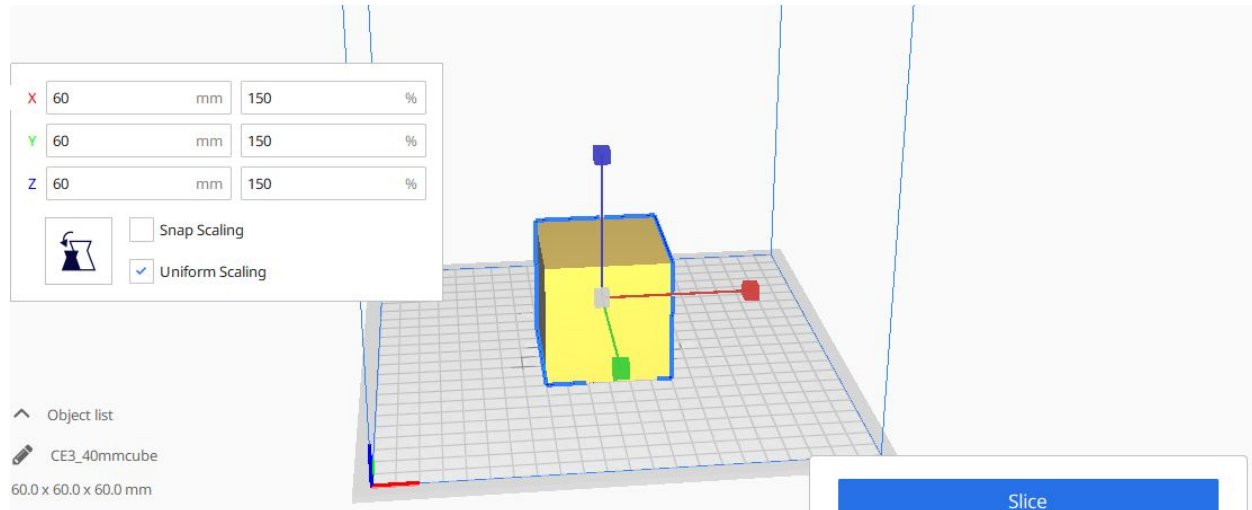 X 60 mm 150 %
Y 60 mm 150 %
Z 60 mm 150 %
Snap Scaling
Uniform Scaling
Object list
CE3_40mmcube
60.0 x 60.0 x 60.0 mm
Slice